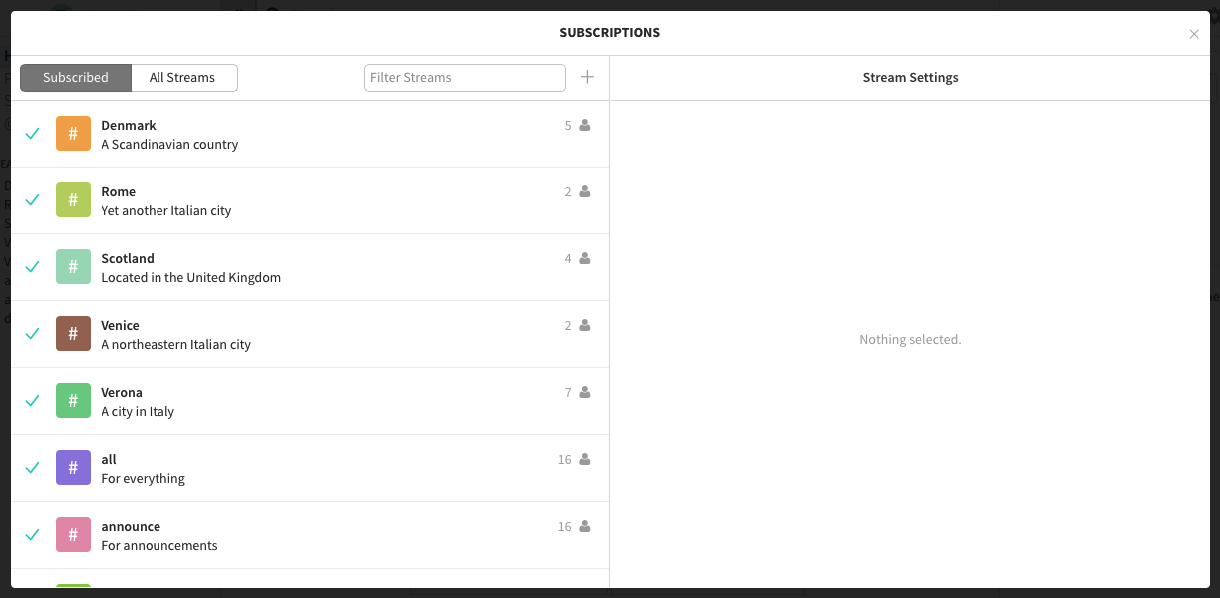 SUBSCRIPTIONS
×
Subscribed
All Streams
Filter Streams
+
Stream Settings
#
Denmark
5
A Scandinavian country
#
Rome
2
Yet another Italian city
#
Scotland
4
Located in the United Kingdom
#
Venice
2
A northeastern Italian city
Nothing selected.
#
Verona
7
A city in Italy
#
all
16
For everything
#
announce
16
For announcements